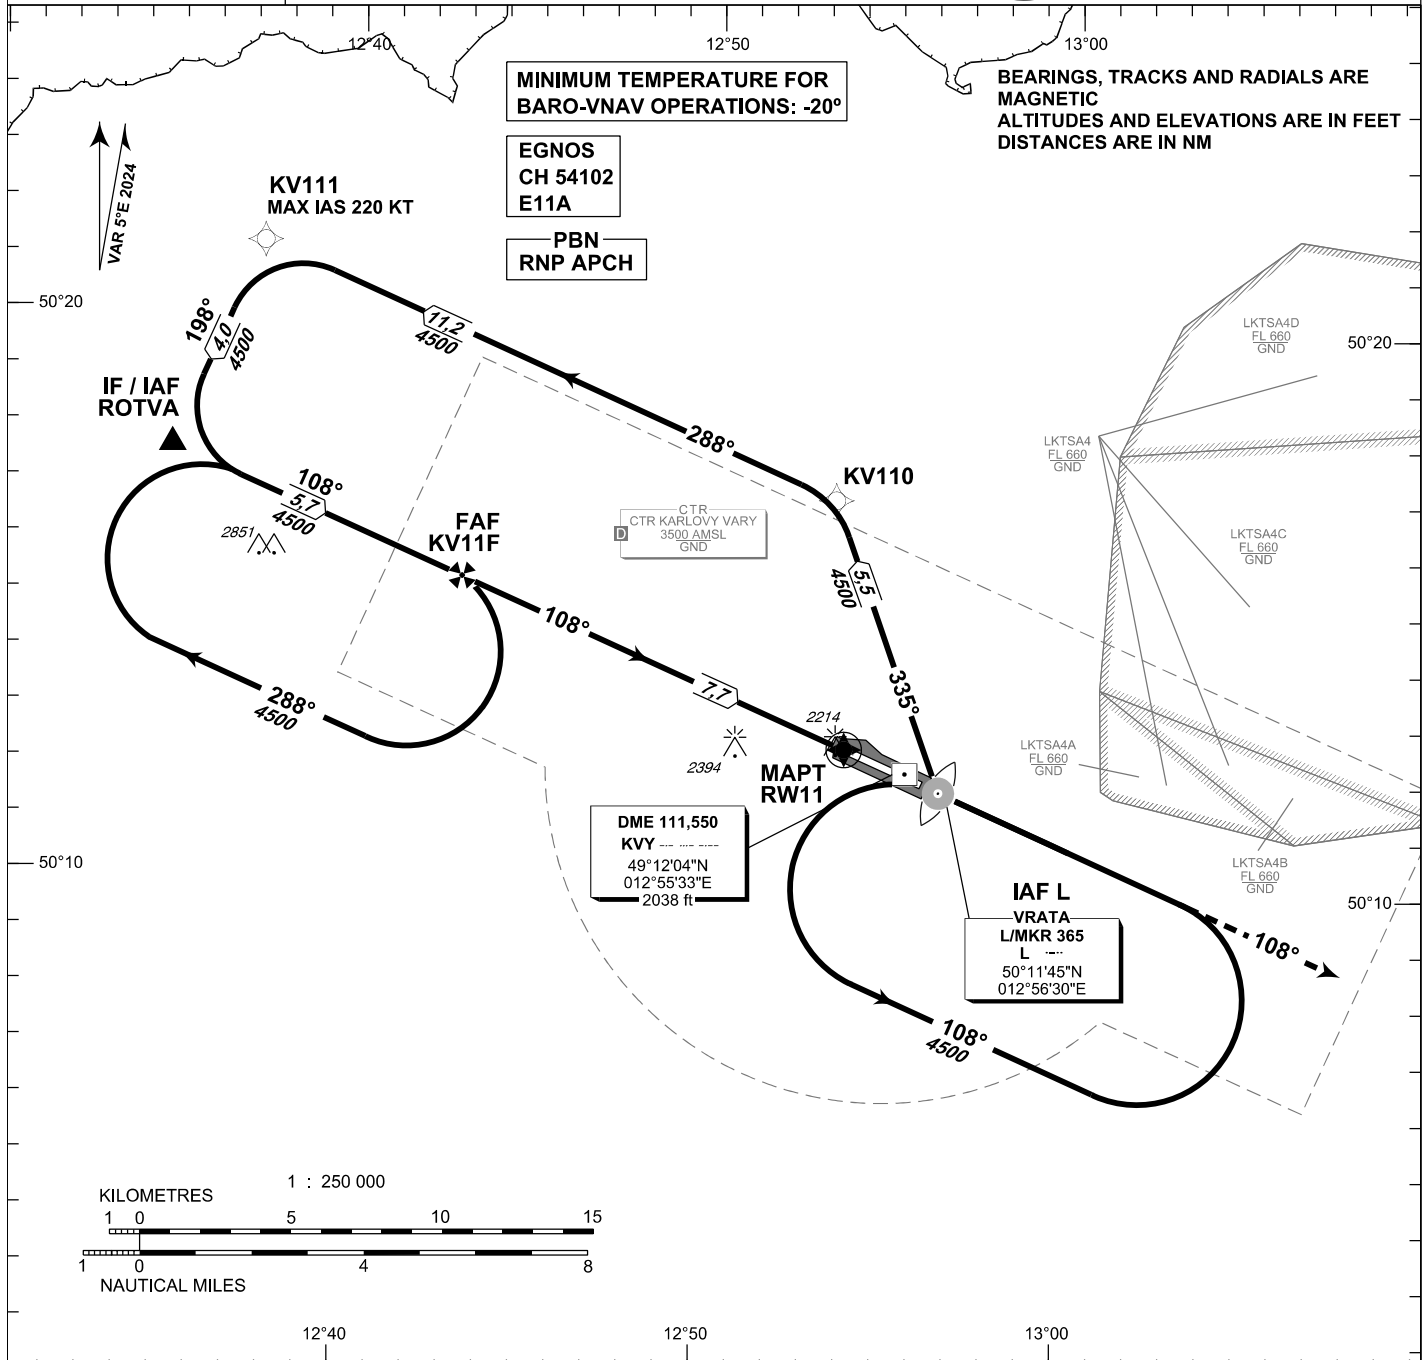 12°40
12°50
13°00
MINIMUM TEMPERATURE FOR
BARO-VNAV OPERATIONS: -20°
BEARINGS, TRACKS AND RADIALS ARE
MAGNETIC
ALTITUDES AND ELEVATIONS ARE IN FEET
DISTANCES ARE IN NM
EGNOS
CH 54102
E11A
PBN
RNP APCH
VAR 5°E 2024
KV111
MAX IAS 220 KT
50°20
198°
4,0
4500
11,2
4500
288°
IF / IAF
ROTVA
KV110
LKTSA4D
FL 660
GND
50°20
LKTSA4
FL 660
GND
108°
5,7
4500
2851
FAF
KV11F
CTR
CTR KARLOVY VARY
3500 AMSL
GND
D
LKTSA4C
FL 660
GND
5,5
4500
108°
335°
288°
4500
7,7
2214
2394
MAPT
RW11
LKTSA4A
FL 660
GND
DME 111,550
KVY
49°12'04"N
012°55'33"E
2038 ft
50°10
LKTSA4B
FL 660
GND
50°10
IAF L
VRATA
L/MKR 365
L
50°11'45"N
012°56'30"E
108°
108°
4500
1 : 250 000
KILOMETRES
1 0 5 10 15
1 0 4 8
NAUTICAL MILES
12°40
12°50
13°00